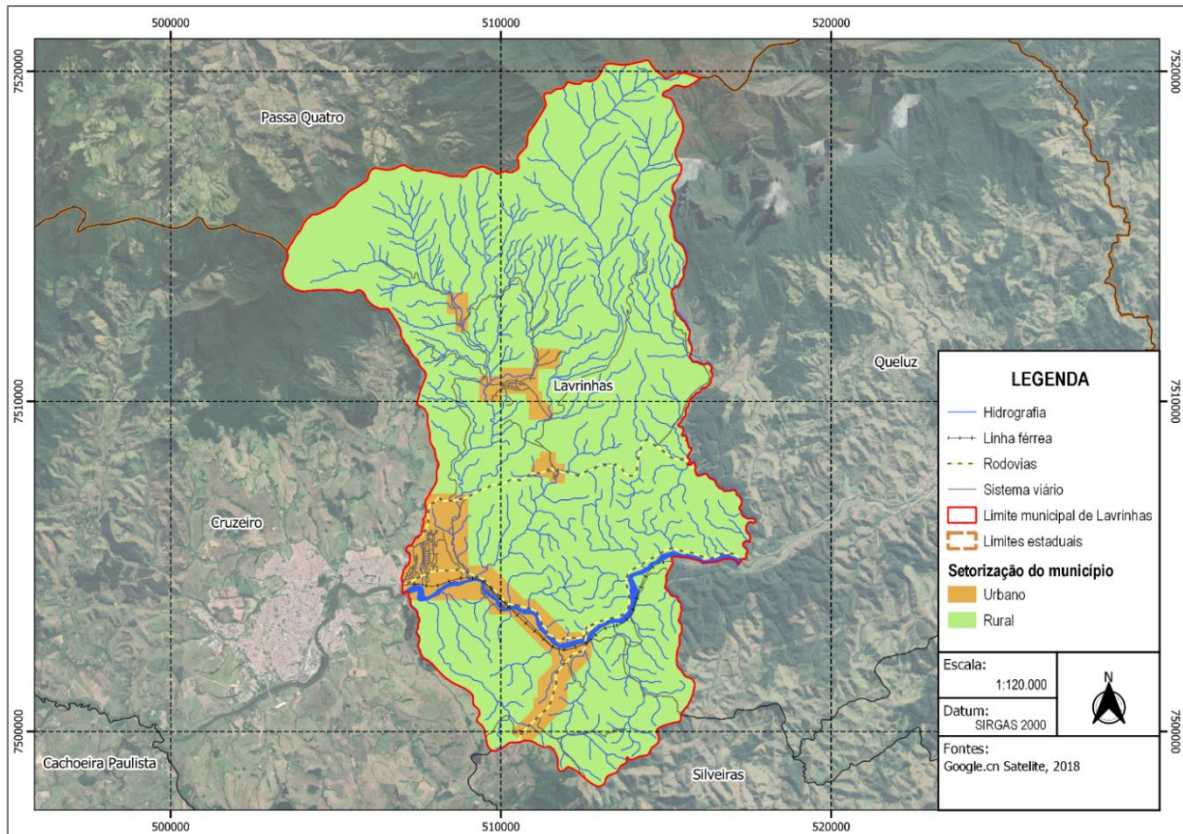 500000
510000
520000
7520000
7520000
Passa Quatro
Queluz
7510000
Lavrinhas
7510000
Cruzeiro
7500000
7500000
Cachoeira Paulista
Silveiras
500000
510000
520000
LEGENDA
Hidrografia
Linha férrea
Rodovias
Sistema viário
Limite municipal de Lavrinhas
Limites estaduais
Setorização do município
Urbano
Rural
Escala:
1:120.000
N
Datum:
SIRGAS 2000
Fontes:
Google.cn Satelite, 2018